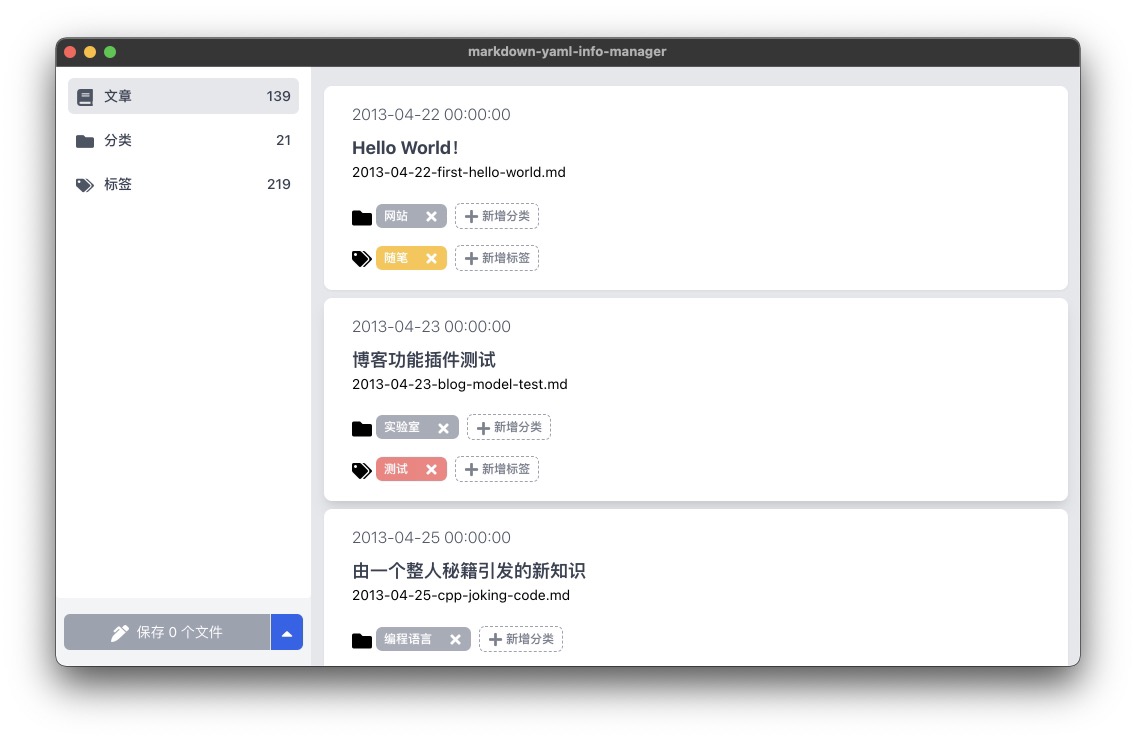 markdown-yaml-info-manager
文章 139
分类 21
标签 219
保存 0 个文件
2013-04-22 00:00:00
Hello World！
2013-04-22-first-hello-world.md
网站 新增分类
随笔 新增标签
2013-04-23 00:00:00
博客功能插件测试
2013-04-23-blog-model-test.md
实验室 新增分类
测试 新增标签
2013-04-25 00:00:00
由一个整人秘籍引发的新知识
2013-04-25-cpp-joking-code.md
编程语言 新增分类